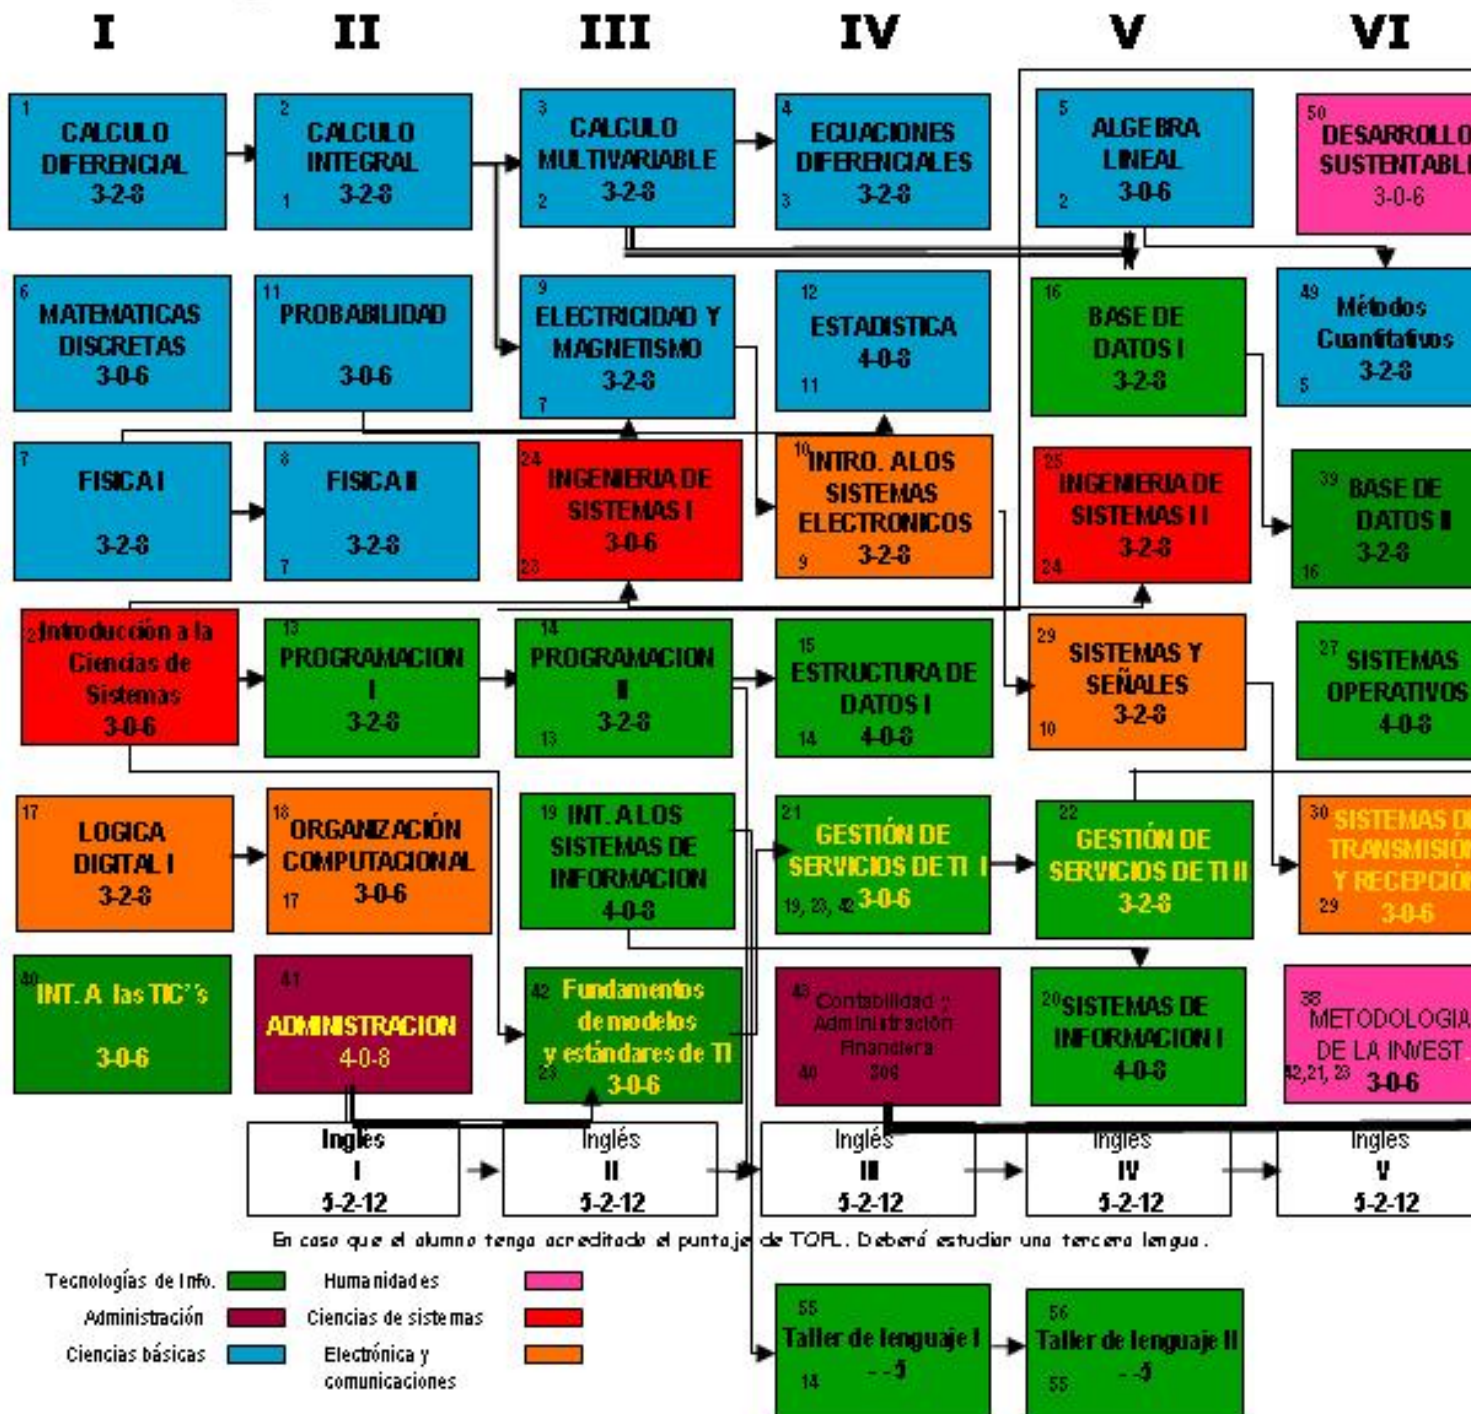 I II III IV V VI
1
CALCULO
DIFERENCIAL
3-2-8
2
CALCULO
INTEGRAL
1 3-2-8
3
CALCULO
MULTIVARIABLE
2 3-2-8
4
ECUACIONES
DIFERENCIALES
3 3-2-8
5
ALGEBRA
LINEAL
2 3-0-6
50
DESARROLLO
SUSTENTABLE
3-0-6
6
MATEMATICAS
DISCRETAS
3-0-6
11
PROBABILIDAD
3-0-6
9
ELECTRICIDAD Y
MAGNETISMO
3-2-8
7
12
ESTADISTICA
4-0-8
11
16
BASE DE
DATOS I
3-2-8
49 Métodos
Cuantitativos
3-2-8
5
7
FISICA I
3-2-8
8
FISICA II
3-2-8
7
24
INGENIERIA DE
SISTEMAS I
3-0-6
23
10 INTRO. A LOS
SISTEMAS
ELECTRONICOS
3-2-8
9
25
INGENIERIA DE
SISTEMAS II
3-2-8
24
39 BASE DE
DATOS II
3-2-8
16
Introducción a la
Ciencias de
Sistemas
3-0-6
13
PROGRAMACION
I
3-2-8
14
PROGRAMACION
II
3-2-8
13
15
ESTRUCTURA DE
DATOS I
14 4-0-8
29
SISTEMAS Y
SEÑALES
3-2-8
10
27 SISTEMAS
OPERATIVOS
4-0-8
17
LOGICA
DIGITAL I
3-2-8
18 ORGANIZACIÓN
COMPUTACIONAL
17 3-0-6
19 INT. A LOS
SISTEMAS DE
INFORMACION
4-0-8
21
GESTIÓN DE
SERVICIOS DE TI I
19, 23, 42 3-0-6
22
GESTIÓN DE
SERVICIOS DE TI II
3-2-8
30 SISTEMAS DE
TRANSMISIÓN
Y RECEPCIÓN
29 3-0-6
40
INT. A las TIC''s
3-0-6
41
ADMINISTRACION
4-0-8
42 Fundamentos
de modelos
y estándares de TI
23 3-0-6
43
Contabilidad y
Administración
Financiera
40 306
20 SISTEMAS DE
INFORMACION I
4-0-8
38
METODOLOGIA
DE LA INVEST.
42,21, 23 3-0-6
Inglés
I
5-2-12
Inglés
II
5-2-12
Inglés
III
5-2-12
Inglés
IV
5-2-12
Inglés
V
5-2-12
En caso que el alumno tenga acreditado el puntaje de TOFL. Deberá estudiar una tercera lengua.
Tecnologías de Info.
Humanidades
Administración
Ciencias de sistemas
Ciencias básicas
Electrónica y
comunicaciones
55
Taller de lenguaje I
- -5
14
56
Taller de lenguaje II
- -5
55